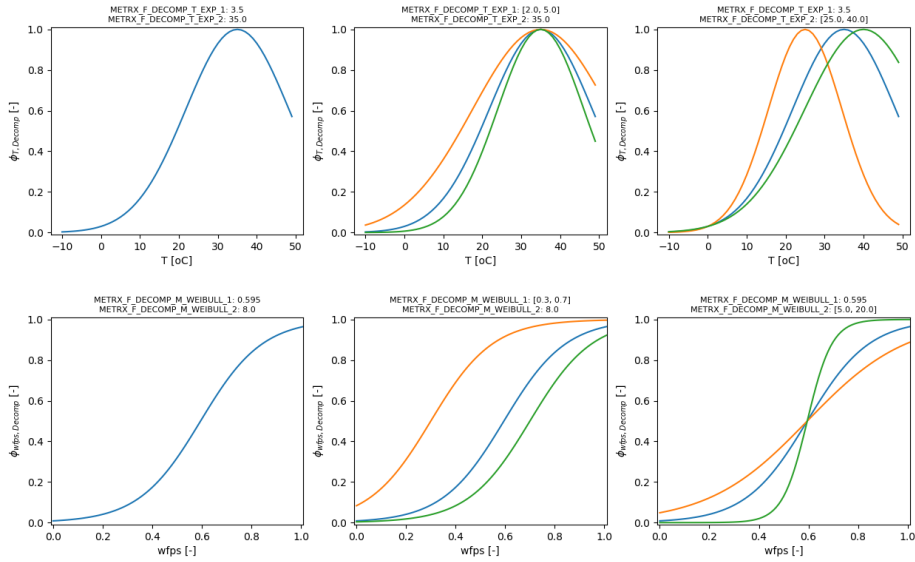 METRX_F_DECOMP_T_EXP_1: 3.5
METRX_F_DECOMP_T_EXP_2: 35.0
1.0
0.8
0.6
0.4
0.2
0.0
ϕT,Decomp [-]
−10 0 10 20 30 40 50
T [oC]
METRX_F_DECOMP_T_EXP_1: [2.0, 5.0]
METRX_F_DECOMP_T_EXP_2: 35.0
1.0
0.8
0.6
0.4
0.2
0.0
ϕT,Decomp [-]
−10 0 10 20 30 40 50
T [oC]
METRX_F_DECOMP_T_EXP_1: 3.5
METRX_F_DECOMP_T_EXP_2: [25.0, 40.0]
1.0
0.8
0.6
0.4
0.2
0.0
ϕT,Decomp [-]
−10 0 10 20 30 40 50
T [oC]
METRX_F_DECOMP_M_WEIBULL_1: 0.595
METRX_F_DECOMP_M_WEIBULL_2: 8.0
1.0
0.8
0.6
0.4
0.2
0.0
ϕwfps,Decomp [-]
0.0 0.2 0.4 0.6 0.8 1.0
wfps [-]
METRX_F_DECOMP_M_WEIBULL_1: [0.3, 0.7]
METRX_F_DECOMP_M_WEIBULL_2: 8.0
1.0
0.8
0.6
0.4
0.2
0.0
ϕwfps,Decomp [-]
0.0 0.2 0.4 0.6 0.8 1.0
wfps [-]
METRX_F_DECOMP_M_WEIBULL_1: 0.595
METRX_F_DECOMP_M_WEIBULL_2: [5.0, 20.0]
1.0
0.8
0.6
0.4
0.2
0.0
ϕwfps,Decomp [-]
0.0 0.2 0.4 0.6 0.8 1.0
wfps [-]